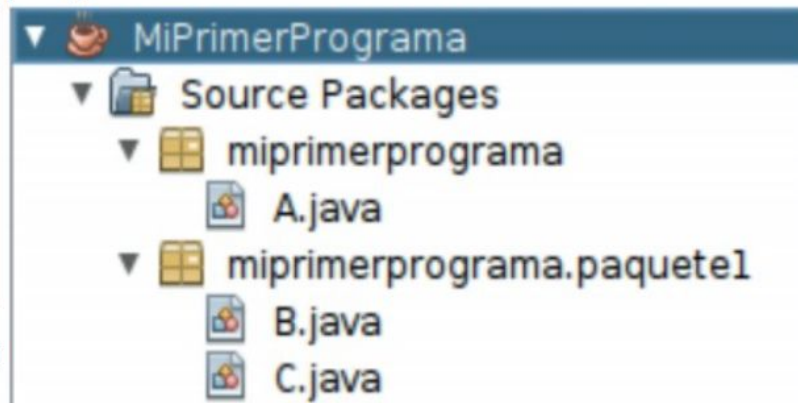 MiPrimerPrograma
Source Packages
miprimerprograma
A.java
miprimerprograma.paquete1
B.java
C.java